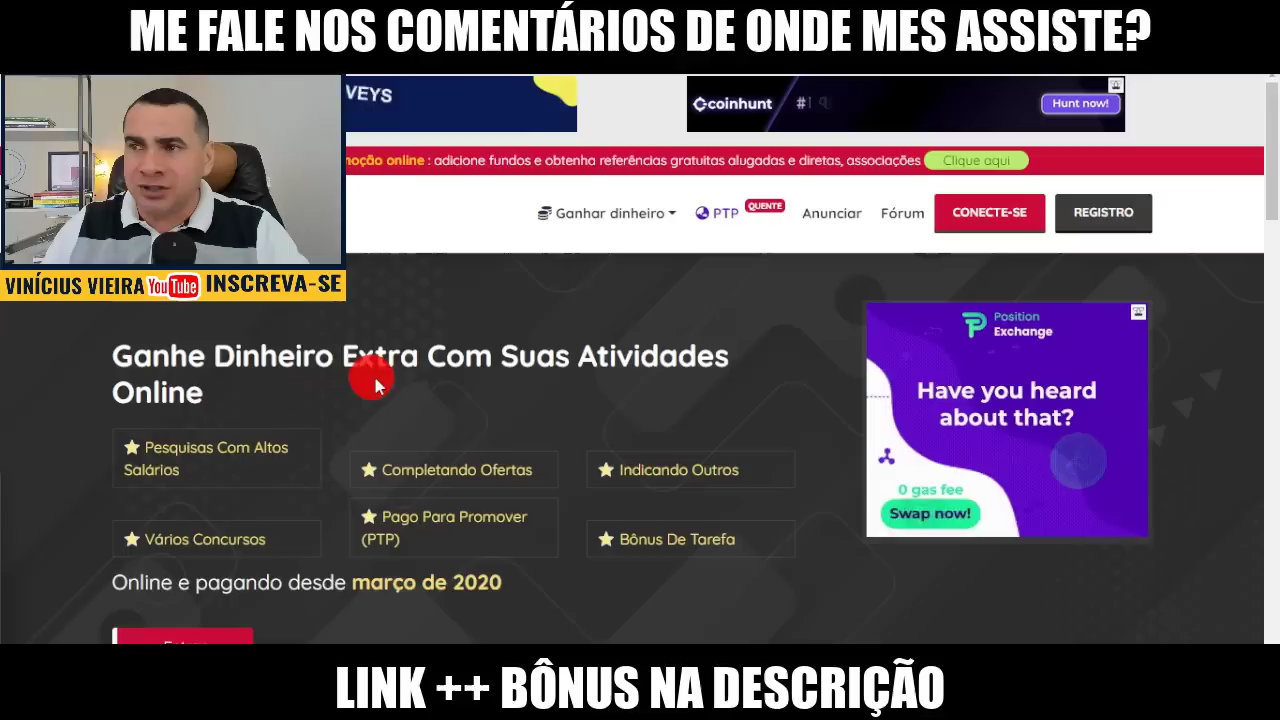 ME FALE NOS COMENTÁRIOS DE ONDE MES ASSISTE?
VEYS
coinhunt
#1
Hunt now!
moção online : adicione fundos e obtenha referências gratuitas alugadas e diretas, associações
Clique aqui
Ganhar dinheiro
PTP
QUENTE
Anunciar
Fórum
CONECTE-SE
REGISTRO
VINÍCIUS VIEIRA YouTube INSCREVA-SE
Ganhe Dinheiro Extra Com Suas Atividades
Online
Pesquisas Com Altos
Salários
Completando Ofertas
Indicando Outros
Vários Concursos
Pago Para Promover
(PTP)
Bônus De Tarefa
Online e pagando desde março de 2020
Position
Exchange
Have you heard
about that?
0 gas fee
Swap now!
LINK ++ BÔNUS NA DESCRIÇÃO